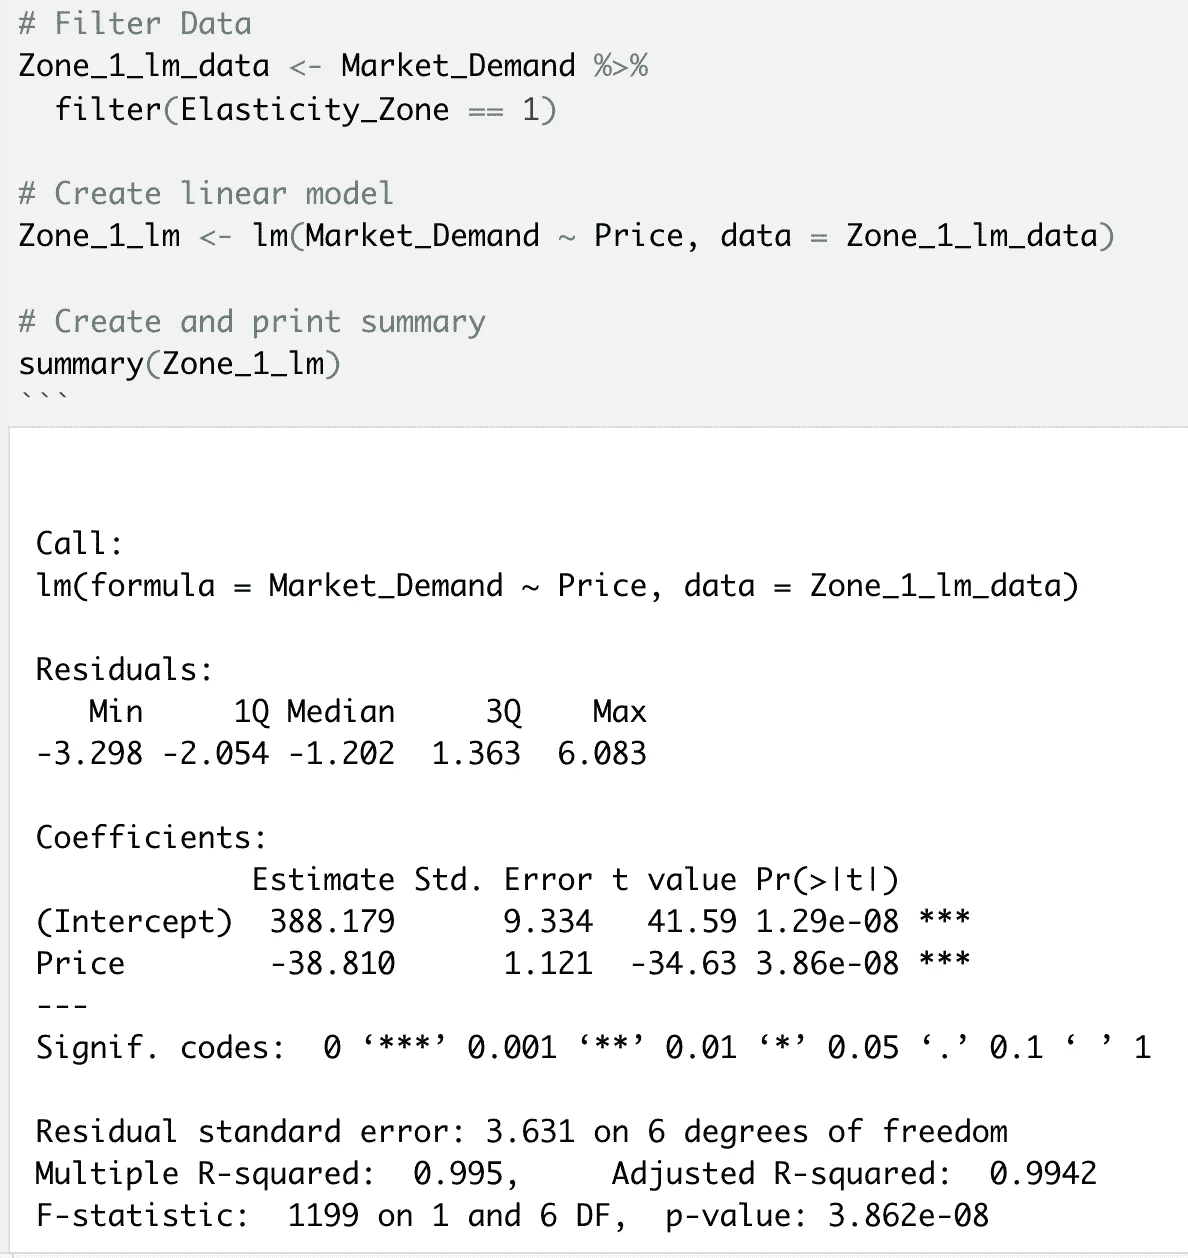 # Filter Data
Zone_1_lm_data <- Market_Demand %>%
  filter(Elasticity_Zone == 1)

# Create linear model
Zone_1_lm <- lm(Market_Demand ~ Price, data = Zone_1_lm_data)

# Create and print summary
summary(Zone_1_lm)
```

Call:
lm(formula = Market_Demand ~ Price, data = Zone_1_lm_data)

Residuals:
   Min     1Q Median     3Q    Max
-3.298 -2.054 -1.202  1.363  6.083

Coefficients:
            Estimate Std. Error t value Pr(>|t|)
(Intercept)  388.179      9.334   41.59 1.29e-08 ***
Price        -38.810      1.121  -34.63 3.86e-08 ***
---
Signif. codes:  0 ‘***’ 0.001 ‘**’ 0.01 ‘*’ 0.05 ‘.’ 0.1 ‘ ’ 1

Residual standard error: 3.631 on 6 degrees of freedom
Multiple R-squared:  0.995,     Adjusted R-squared:  0.9942
F-statistic:  1199 on 1 and 6 DF,  p-value: 3.862e-08